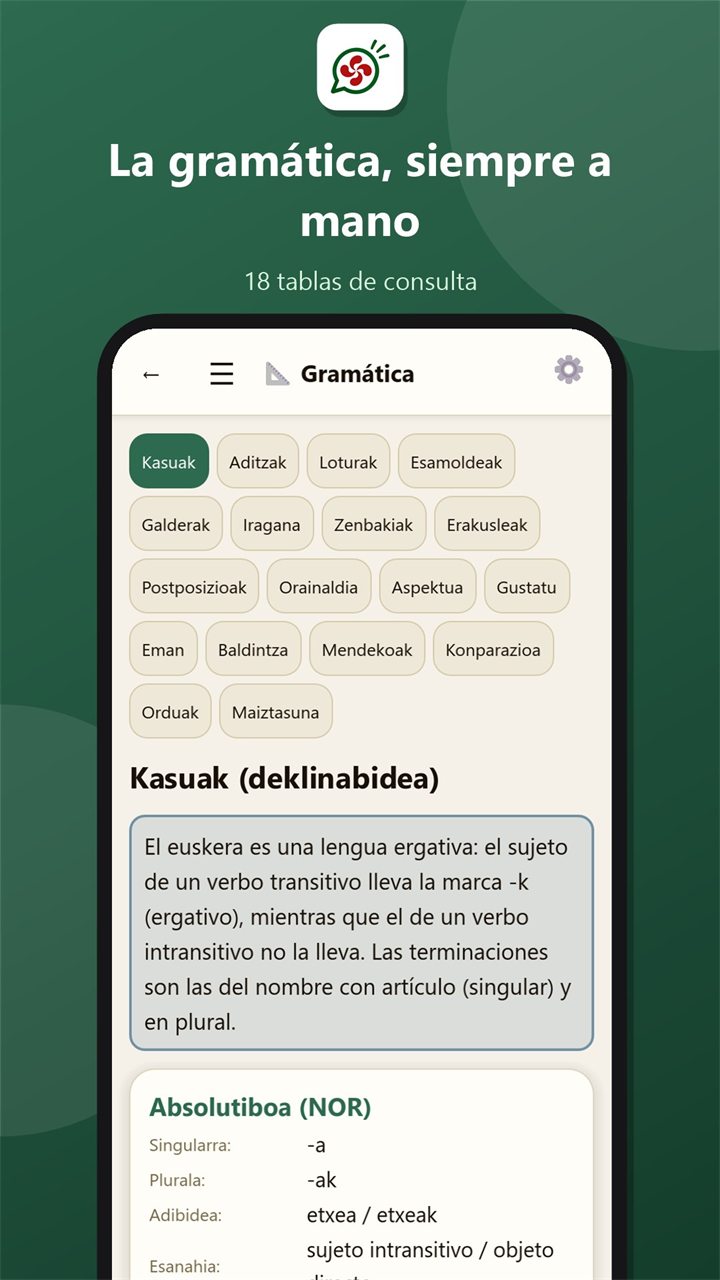 La gramática, siempre a
mano
18 tablas de consulta
Gramática
Kasuak Aditzak Loturak Esamoldeak
Galderak Iragana Zenbakiak Erakusleak
Postposizioak Orainaldia Aspektua Gustatu
Eman Baldintza Mendekoak Konparazioa
Orduak Maiztasuna
Kasuak (deklinabidea)
El euskera es una lengua ergativa: el sujeto
de un verbo transitivo lleva la marca -k
(ergativo), mientras que el de un verbo
intransitivo no la lleva. Las terminaciones
son las del nombre con artículo (singular) y
en plural.
Absolutiboa (NOR)
Singularra: -a
Plurala: -ak
Adibidea: etxea / etxeak
Esanahia: sujeto intransitivo / objeto